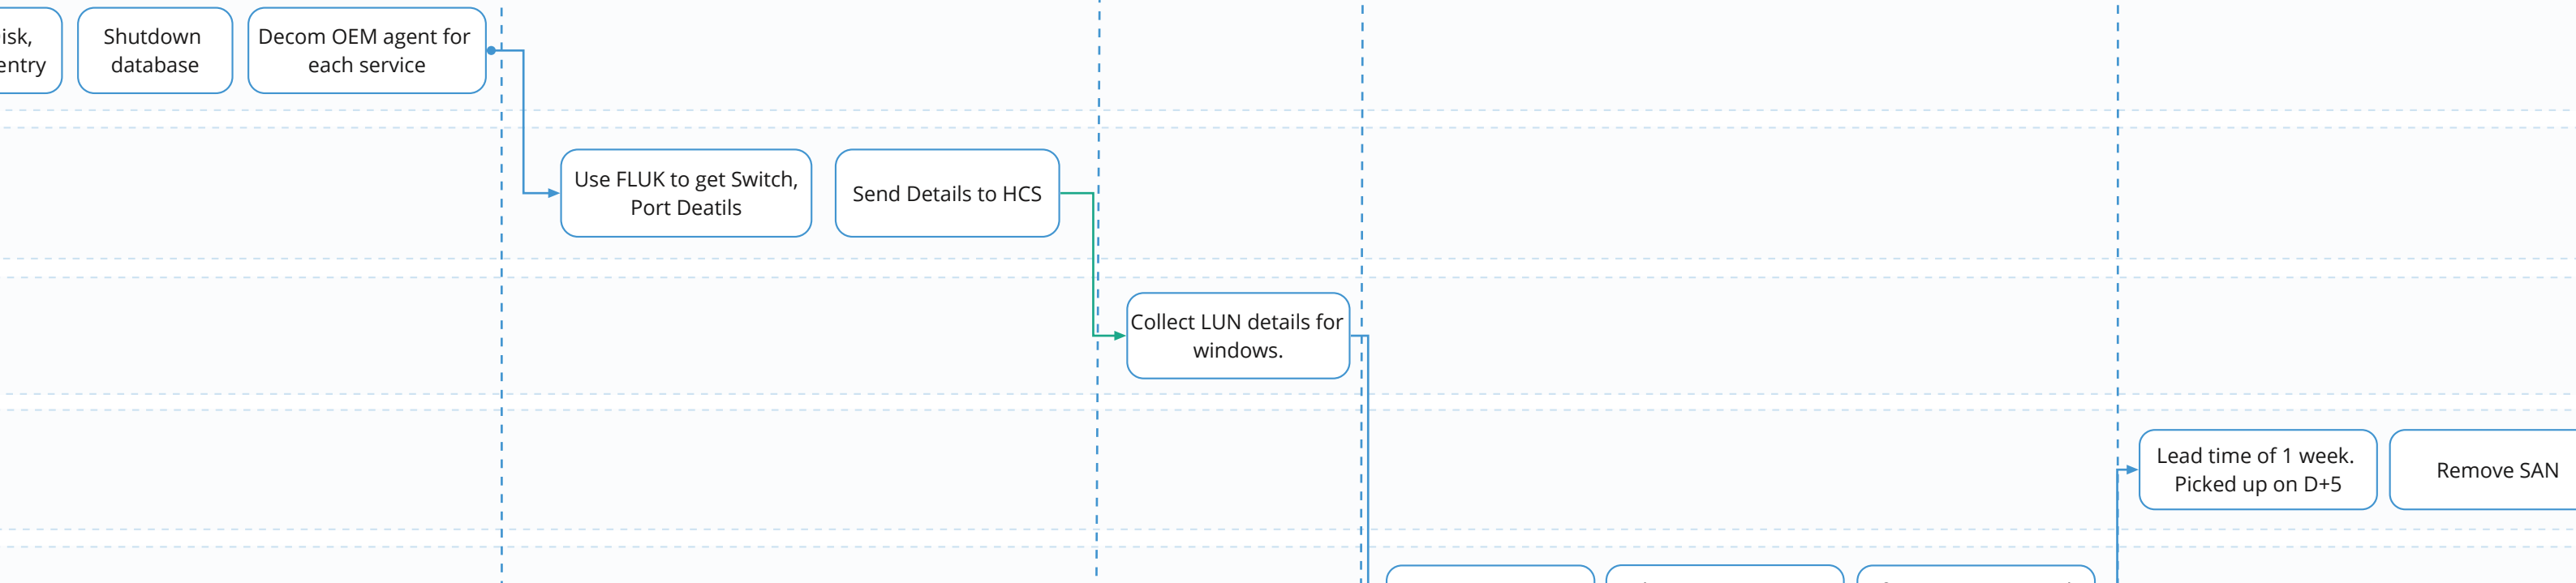 isk,
entry
Shutdown
database
Decom OEM agent for
each service
Use FLUK to get Switch,
Port Deatils
Send Details to HCS
Collect LUN details for
windows.
Lead time of 1 week.
Picked up on D+5
Remove SAN